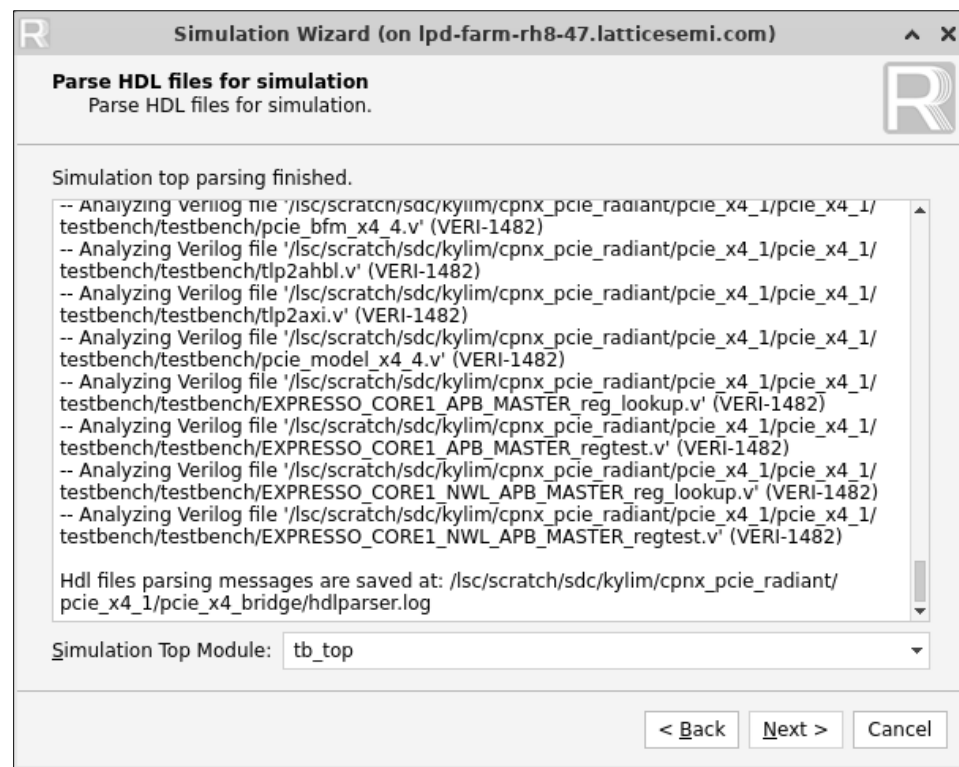 Simulation Wizard (on lpd-farm-rh8-47.latticesemi.com)
Parse HDL files for simulation
Parse HDL files for simulation.
Simulation top parsing finished.
-- Analyzing Verilog file '/lsc/scratch/sdc/kylim/cpnx_pcie_radiant/pcie_x4_1/pcie_x4_1/
testbench/testbench/pcie_bfm_x4_4.v' (VERI-1482)
-- Analyzing Verilog file '/lsc/scratch/sdc/kylim/cpnx_pcie_radiant/pcie_x4_1/pcie_x4_1/
testbench/testbench/tlp2ahbl.v' (VERI-1482)
-- Analyzing Verilog file '/lsc/scratch/sdc/kylim/cpnx_pcie_radiant/pcie_x4_1/pcie_x4_1/
testbench/testbench/tlp2axi.v' (VERI-1482)
-- Analyzing Verilog file '/lsc/scratch/sdc/kylim/cpnx_pcie_radiant/pcie_x4_1/pcie_x4_1/
testbench/testbench/pcie_model_x4_4.v' (VERI-1482)
-- Analyzing Verilog file '/lsc/scratch/sdc/kylim/cpnx_pcie_radiant/pcie_x4_1/pcie_x4_1/
testbench/testbench/EXPRESSO_CORE1_APB_MASTER_reg_lookup.v' (VERI-1482)
-- Analyzing Verilog file '/lsc/scratch/sdc/kylim/cpnx_pcie_radiant/pcie_x4_1/pcie_x4_1/
testbench/testbench/EXPRESSO_CORE1_APB_MASTER_regtest.v' (VERI-1482)
-- Analyzing Verilog file '/lsc/scratch/sdc/kylim/cpnx_pcie_radiant/pcie_x4_1/pcie_x4_1/
testbench/testbench/EXPRESSO_CORE1_NWL_APB_MASTER_reg_lookup.v' (VERI-1482)
-- Analyzing Verilog file '/lsc/scratch/sdc/kylim/cpnx_pcie_radiant/pcie_x4_1/pcie_x4_1/
testbench/testbench/EXPRESSO_CORE1_NWL_APB_MASTER_regtest.v' (VERI-1482)
Hdl files parsing messages are saved at: /lsc/scratch/sdc/kylim/cpnx_pcie_radiant/
pcie_x4_1/pcie_x4_bridge/hdlparser.log
Simulation Top Module: tb_top
< Back Next > Cancel